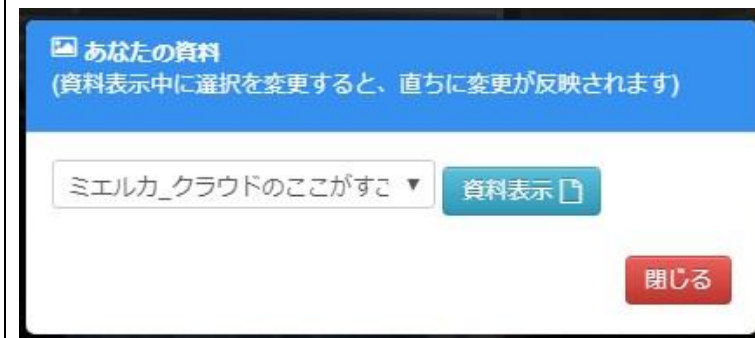 あなたの資料
(資料表示中に選択を変更すると、直ちに変更が反映されます)
ミエルカ_クラウドのここがすご
資料表示
閉じる